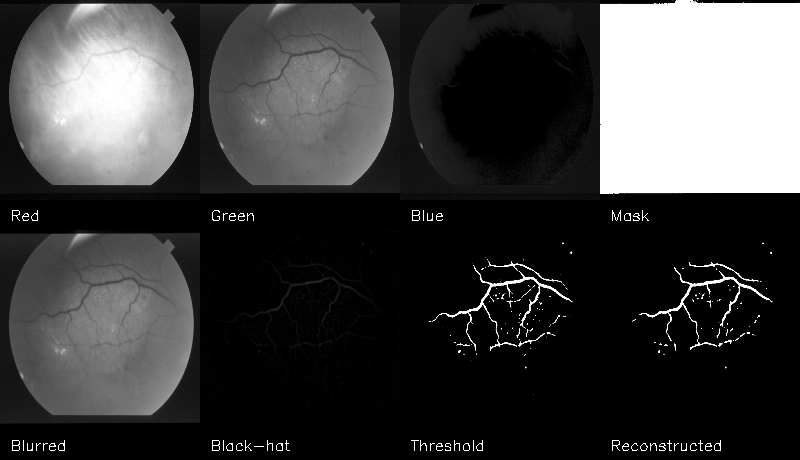 Red
Green
Blue
Mask
Blurred
Black-hat
Threshold
Reconstructed